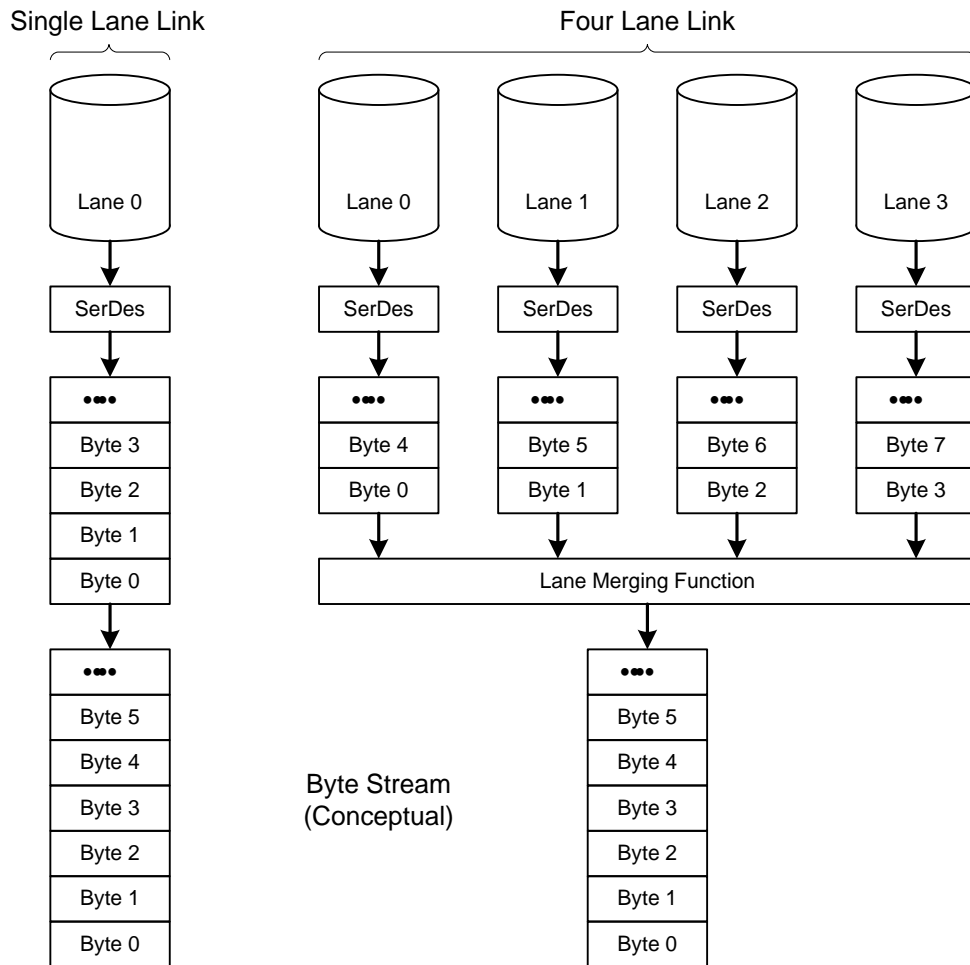 Single Lane Link
Four Lane Link
Lane 0
Lane 0
Lane 1
Lane 2
Lane 3
SerDes
SerDes
SerDes
SerDes
SerDes
••••
••••
••••
••••
••••
Byte 3
Byte 4
Byte 5
Byte 6
Byte 7
Byte 2
Byte 0
Byte 1
Byte 2
Byte 3
Byte 1
Byte 0
Lane Merging Function
••••
••••
Byte 5
Byte 5
Byte 4
Byte 4
Byte Stream
(Conceptual)
Byte 3
Byte 3
Byte 2
Byte 2
Byte 1
Byte 1
Byte 0
Byte 0